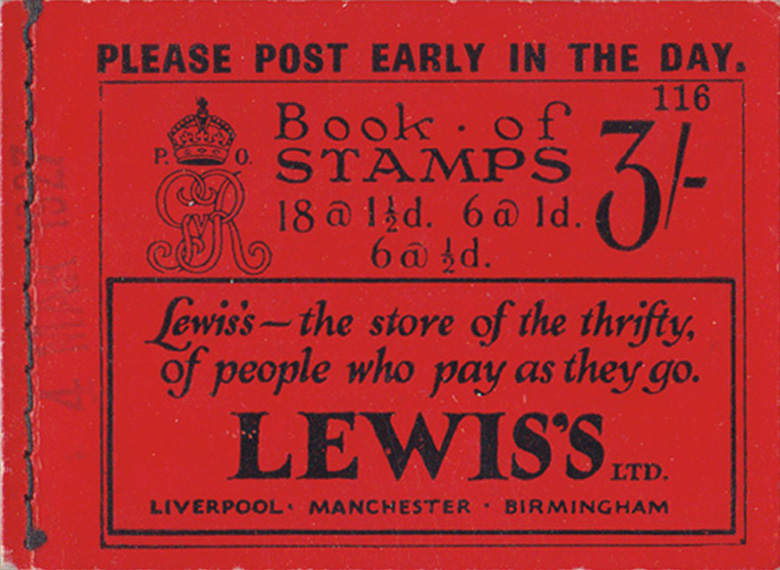 PLEASE POST EARLY IN THE DAY.
116
Book · of
STAMPS
3/-
P. O.
GvR
18 @ 1½d. 6 @ 1d.
6 @ ½d.
Lewis's — the store of the thrifty,
of people who pay as they go.
LEWIS'S LTD.
LIVERPOOL · MANCHESTER · BIRMINGHAM